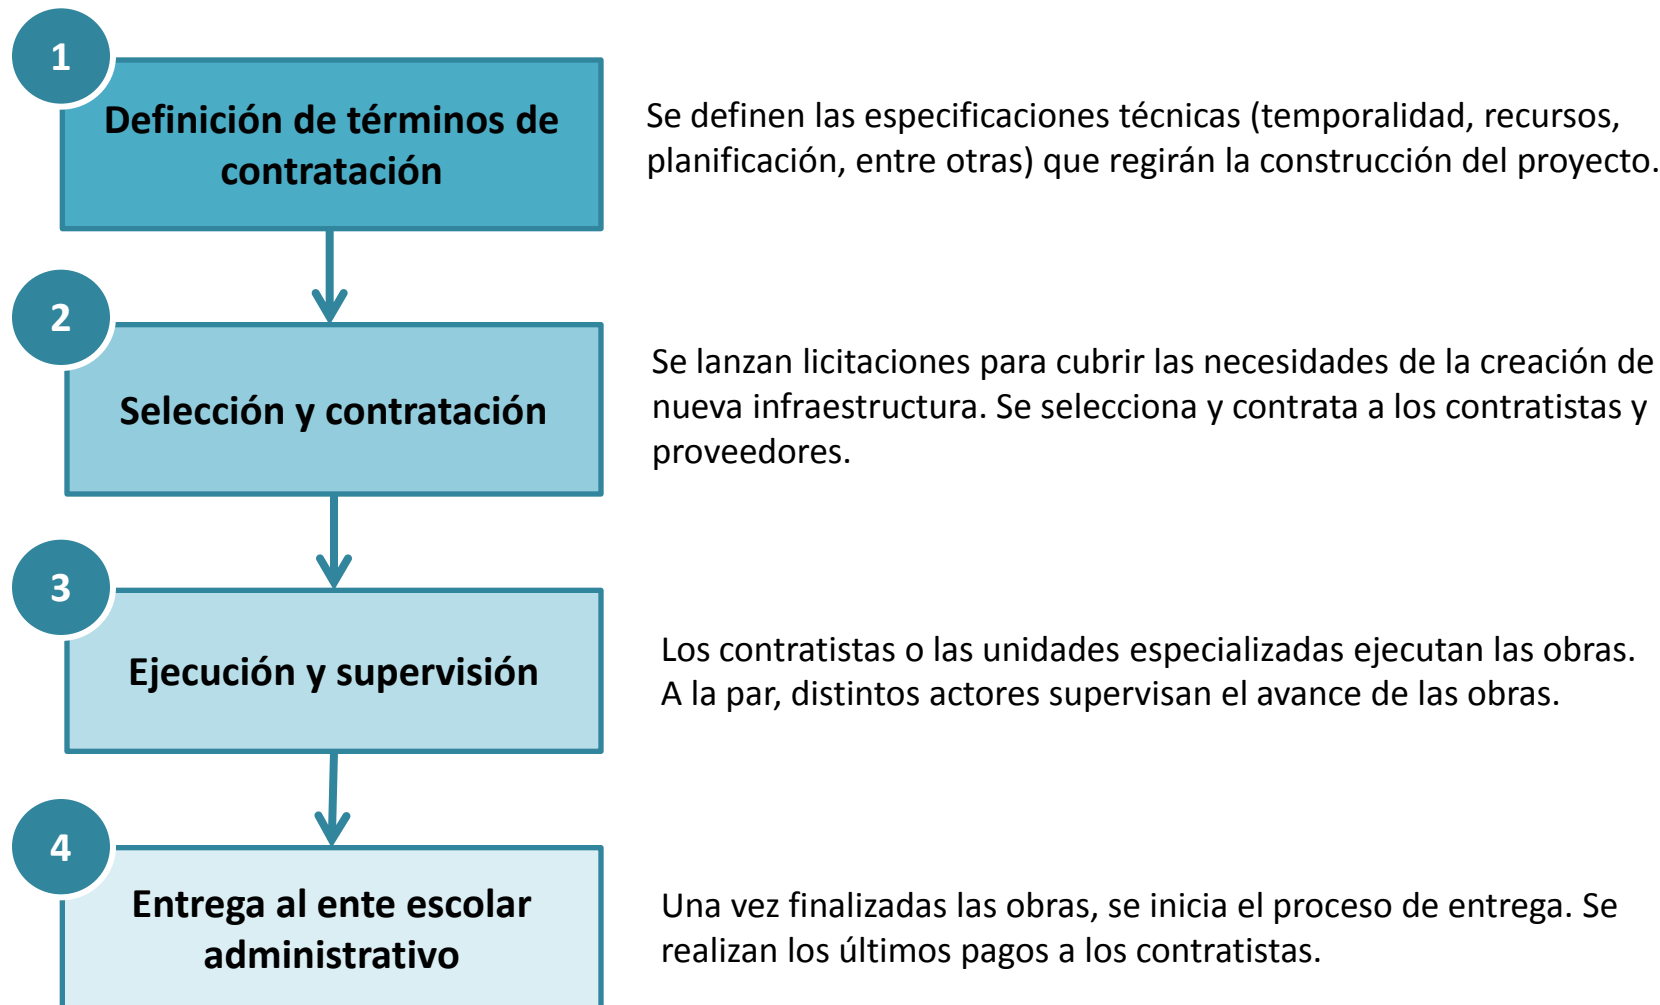 1
Definición de términos de
contratación
Se definen las especificaciones técnicas (temporalidad, recursos,
planificación, entre otras) que regirán la construcción del proyecto.
2
Selección y contratación
Se lanzan licitaciones para cubrir las necesidades de la creación de
nueva infraestructura. Se selecciona y contrata a los contratistas y
proveedores.
3
Ejecución y supervisión
Los contratistas o las unidades especializadas ejecutan las obras.
A la par, distintos actores supervisan el avance de las obras.
4
Entrega al ente escolar
administrativo
Una vez finalizadas las obras, se inicia el proceso de entrega. Se
realizan los últimos pagos a los contratistas.